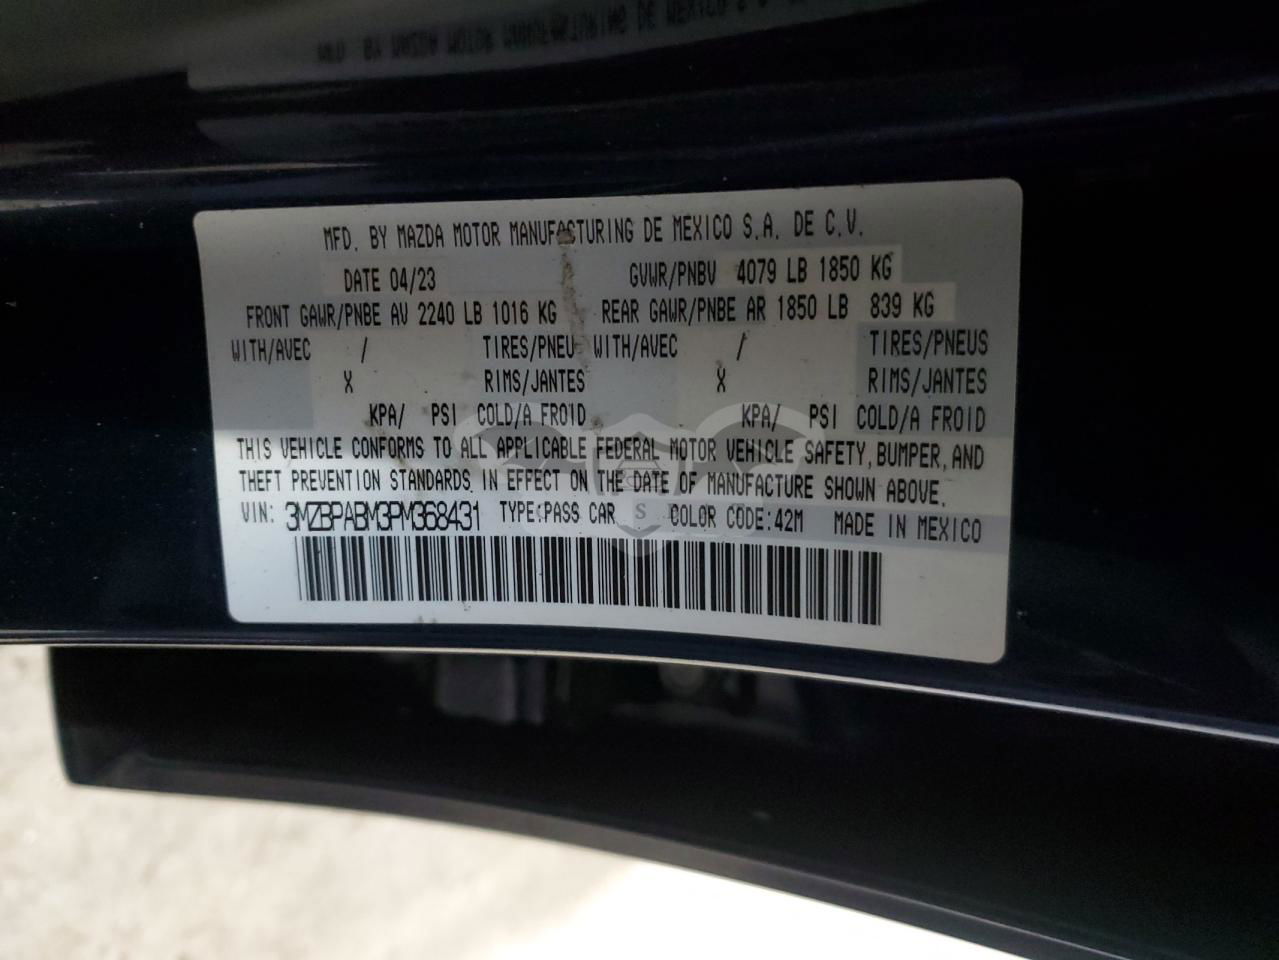 MFD. BY MAZDA MOTOR MANUFACTURING DE MEXICO S.A. DE C.V.
DATE 04/23 GVWR/PNBV 4079 LB 1850 KG
FRONT GAWR/PNBE AV 2240 LB 1016 KG REAR GAWR/PNBE AR 1850 LB 839 KG
WITH/AVEC / TIRES/PNEU WITH/AVEC / TIRES/PNEUS
X RIMS/JANTES X RIMS/JANTES
KPA/ PSI COLD/A FROID KPA/ PSI COLD/A FROID
THIS VEHICLE CONFORMS TO ALL APPLICABLE FEDERAL MOTOR VEHICLE SAFETY, BUMPER, AND
THEFT PREVENTION STANDARDS IN EFFECT ON THE DATE OF MANUFACTURE SHOWN ABOVE.
VIN: 3MZBPABM3PM368431 TYPE:PASS CAR COLOR CODE:42M MADE IN MEXICO